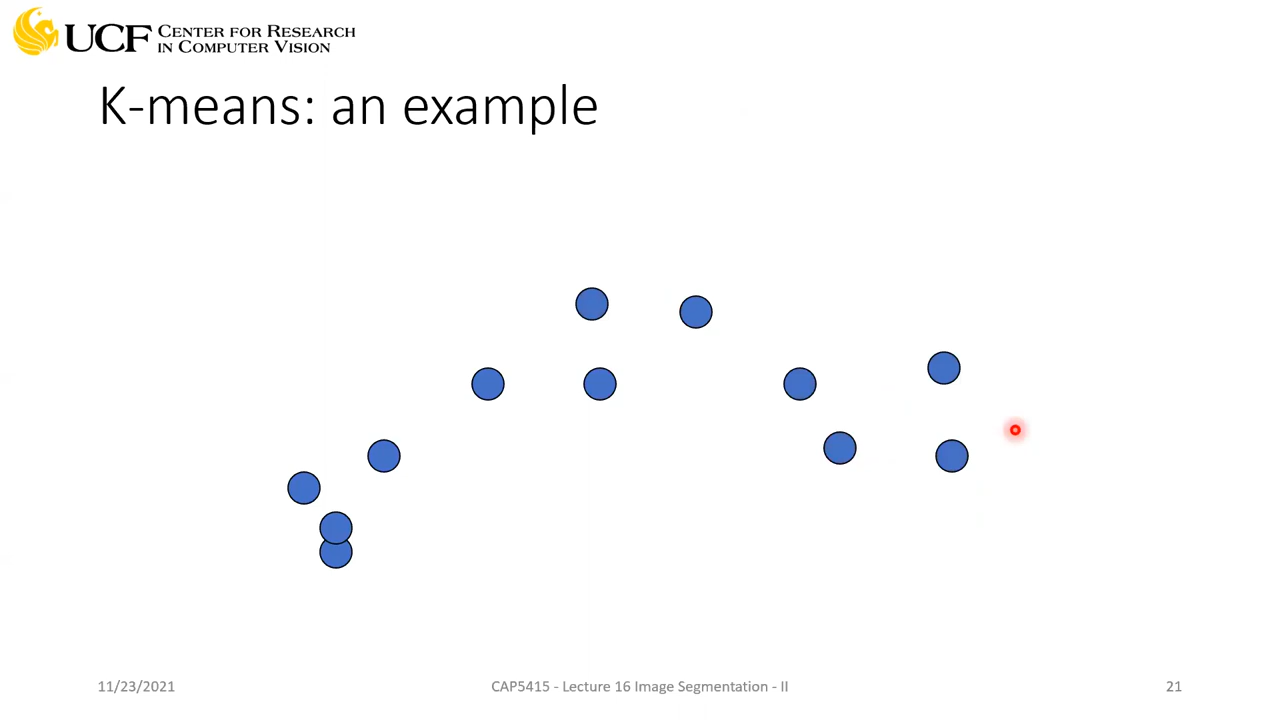 UCF
CENTER FOR RESEARCH
IN COMPUTER VISION
K-means: an example
11/23/2021
CAP5415 - Lecture 16 Image Segmentation - II
21